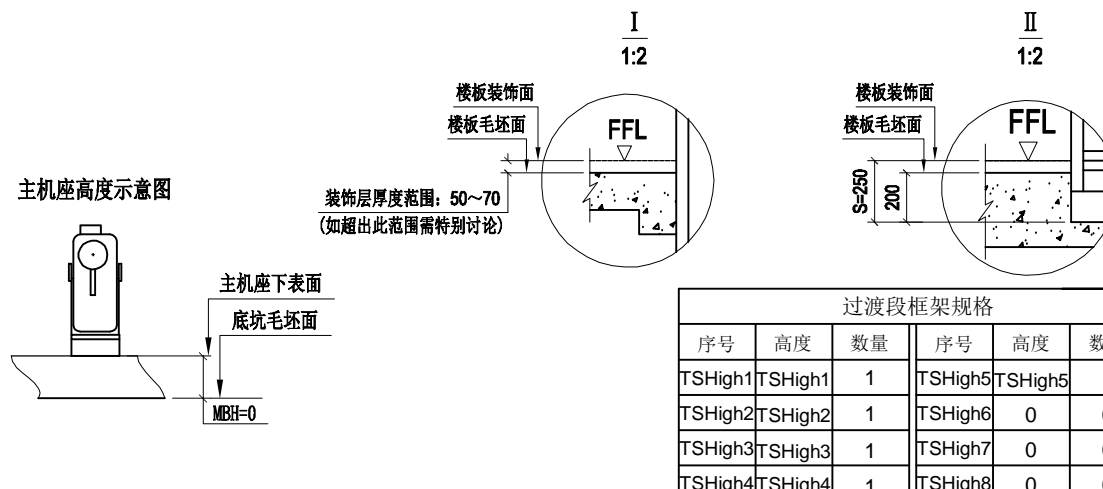 I
1:2
楼板装饰面
楼板毛坯面
FFL
装饰层厚度范围：50～70
(如超出此范围需特别讨论)
II
1:2
楼板装饰面
楼板毛坯面
FFL
S=250
200
主机座高度示意图
主机座下表面
底坑毛坯面
MBH=0
过渡段框架规格
序号 高度 数量 序号 高度
TSHigh1 TSHigh1 1 TSHigh5 TSHigh5
TSHigh2 TSHigh2 1 TSHigh6 0
TSHigh3 TSHigh3 1 TSHigh7 0
TSHigh4 TSHigh4 1 TSHigh8 0